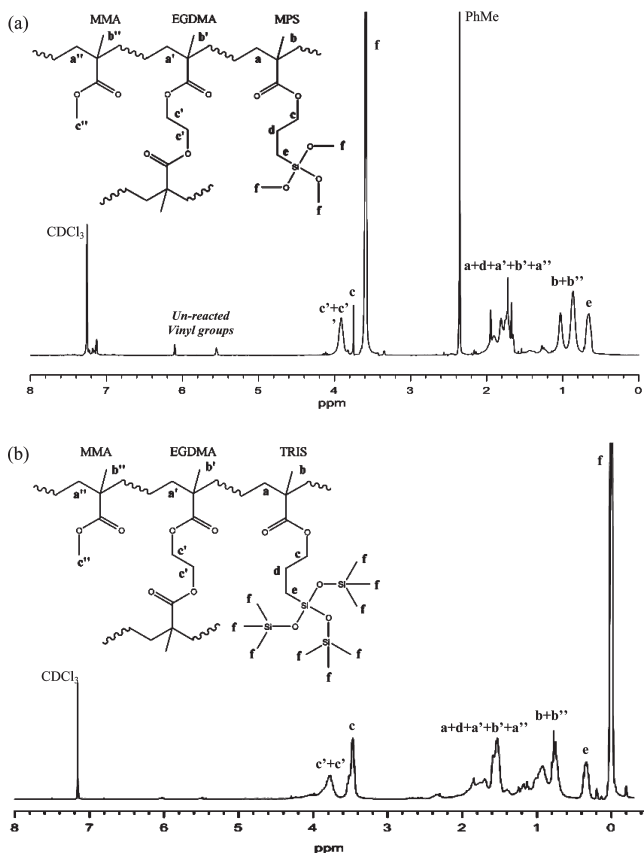 (a)
MMA
EGDMA
MPS
b''
b'
b
a''
a'
a
O
O
O
O
O
O
c''
c'
c'
c
d
e
O
O
Si
O
O
O
f
f
f
f
PhMe
CDCl3
Un-reacted
Vinyl groups
c'+c'
'
c
a+d+a'+b'+a''
b+b''
e
8
7
6
5
4
3
2
1
0
ppm
(b)
MMA
EGDMA
TRIS
b''
b'
b
a''
a'
a
O
O
O
O
O
O
c''
c'
c'
c
d
e
O
O
Si
O
Si
O
O
Si
Si
f
f
f
f
f
f
f
f
f
f
CDCl3
c'+c'
c
a+d+a'+b'+a''
b+b''
e
8
7
6
5
4
3
2
1
0
ppm